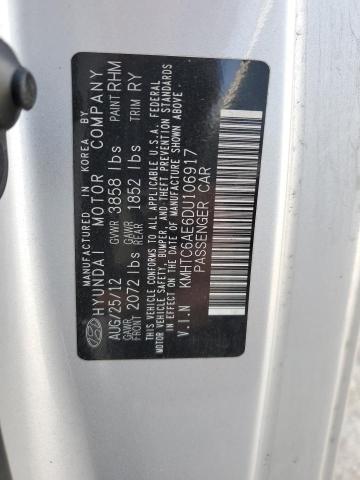 MANUFACTURED IN KOREA BY
HYUNDAI MOTOR COMPANY
AUG/25/12 GVWR 3858 lbs PAINT RHM
GAWR FRONT 2072 lbs GAWR REAR 1852 lbs TRIM RY
THIS VEHICLE CONFORMS TO ALL APPLICABLE U.S.A. FEDERAL
MOTOR VEHICLE SAFETY, BUMPER, AND THEFT PREVENTION STANDARDS
IN EFFECT ON THE DATE OF MANUFACTURE SHOWN ABOVE.
V.I.N KMHTC6AE6DU106917
PASSENGER CAR